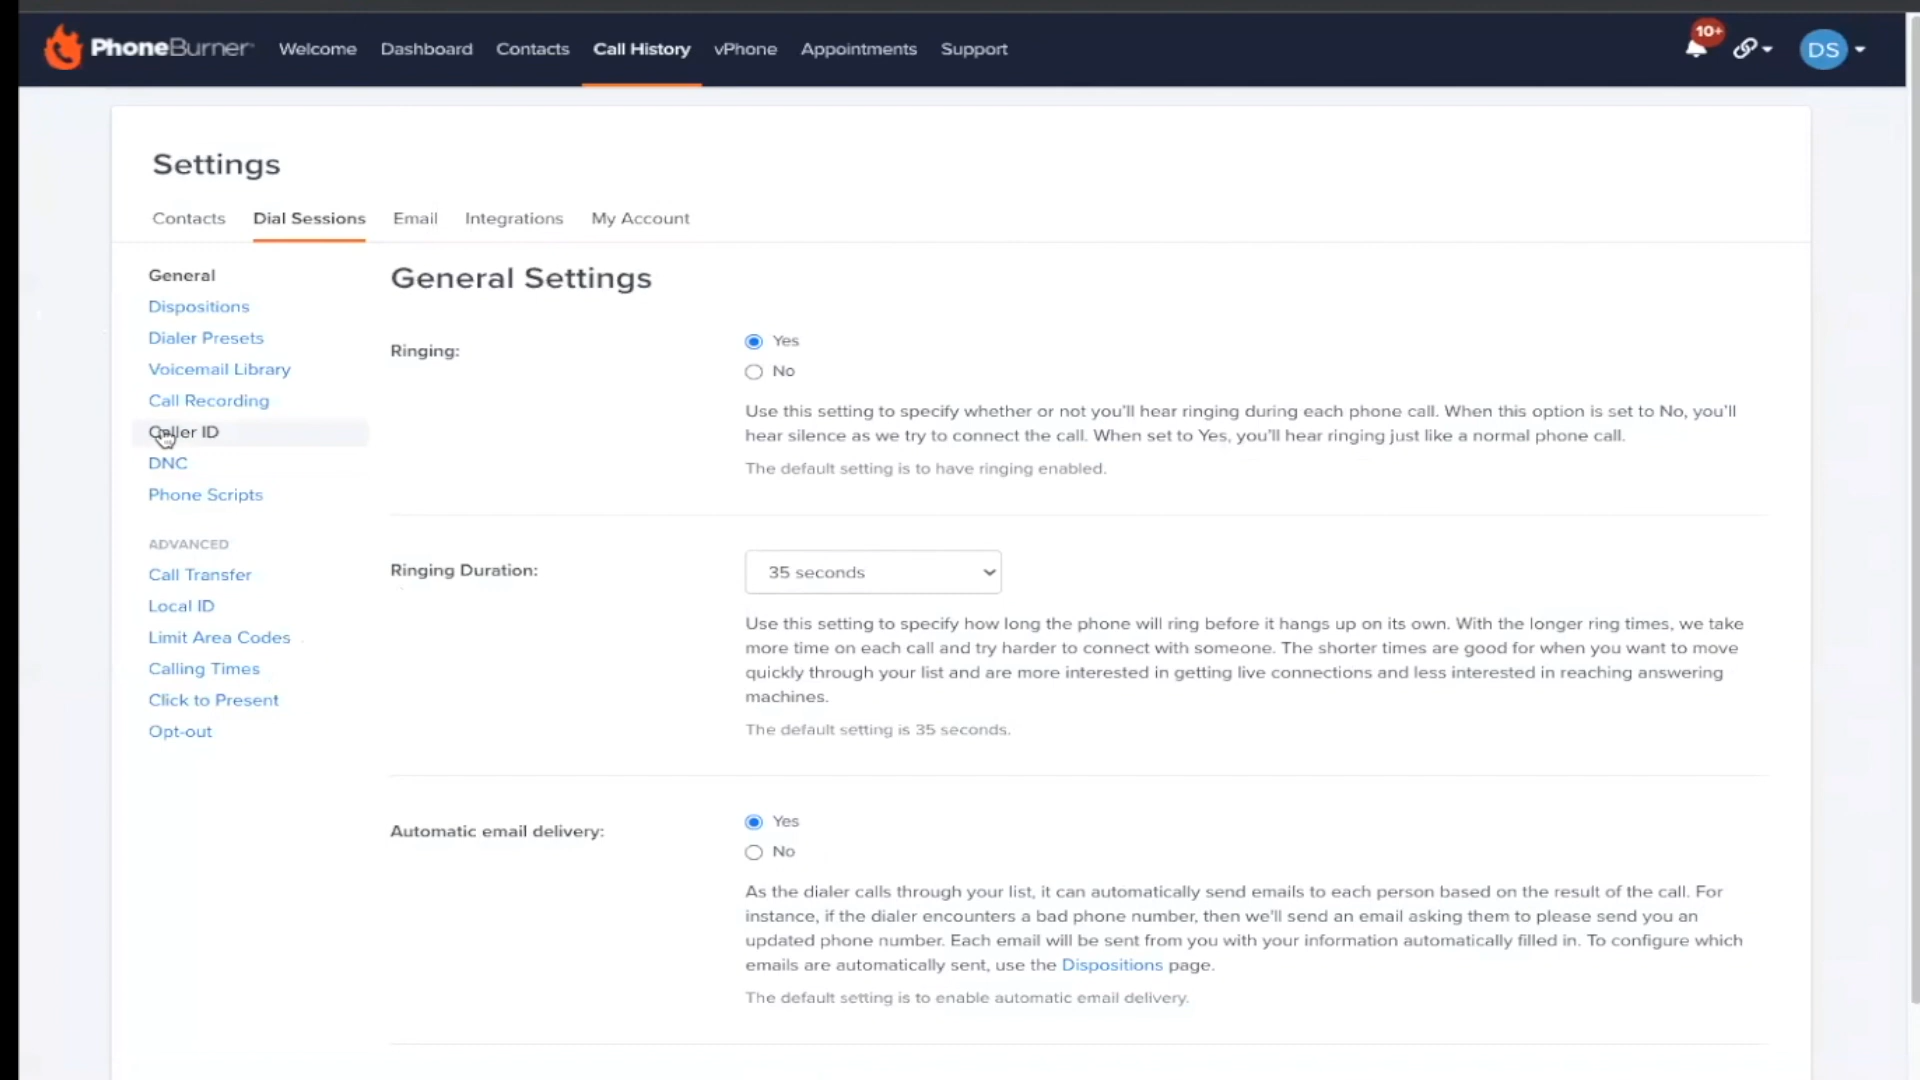 PhoneBurner Welcome Dashboard Contacts Call History vPhone Appointments Support 10+ DS
Settings
Contacts Dial Sessions Email Integrations My Account
General
Dispositions
Dialer Presets
Voicemail Library
Call Recording
Caller ID
DNC
Phone Scripts
ADVANCED
Call Transfer
Local ID
Limit Area Codes
Calling Times
Click to Present
Opt-out
General Settings
Ringing:
Yes
No
Use this setting to specify whether or not you'll hear ringing during each phone call. When this option is set to No, you'll
hear silence as we try to connect the call. When set to Yes, you'll hear ringing just like a normal phone call.
The default setting is to have ringing enabled.
Ringing Duration:
35 seconds
Use this setting to specify how long the phone will ring before it hangs up on its own. With the longer ring times, we take
more time on each call and try harder to connect with someone. The shorter times are good for when you want to move
quickly through your list and are more interested in getting live connections and less interested in reaching answering
machines.
The default setting is 35 seconds.
Automatic email delivery:
Yes
No
As the dialer calls through your list, it can automatically send emails to each person based on the result of the call. For
instance, if the dialer encounters a bad phone number, then we'll send an email asking them to please send you an
updated phone number. Each email will be sent from you with your information automatically filled in. To configure which
emails are automatically sent, use the Dispositions page.
The default setting is to enable automatic email delivery.